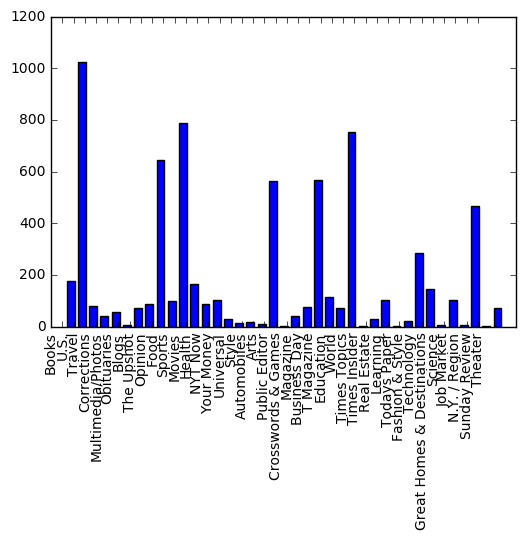 1200
1000
800
600
400
200
0
Books
U.S.
Travel
Corrections
Multimedia/Photos
Obituaries
Blogs
The Upshot
Opinion
Food
Sports
Movies
Health
NYT Now
Your Money
Universal
Style
Automobiles
Arts
Public Editor
Crosswords & Games
Magazine
Business Day
T Magazine
Education
World
Times Topics
Times Insider
Real Estate
Learning
Todays Paper
Fashion & Style
Technology
Great Homes & Destinations
Science
Job Market
N.Y. / Region
Sunday Review
Theater